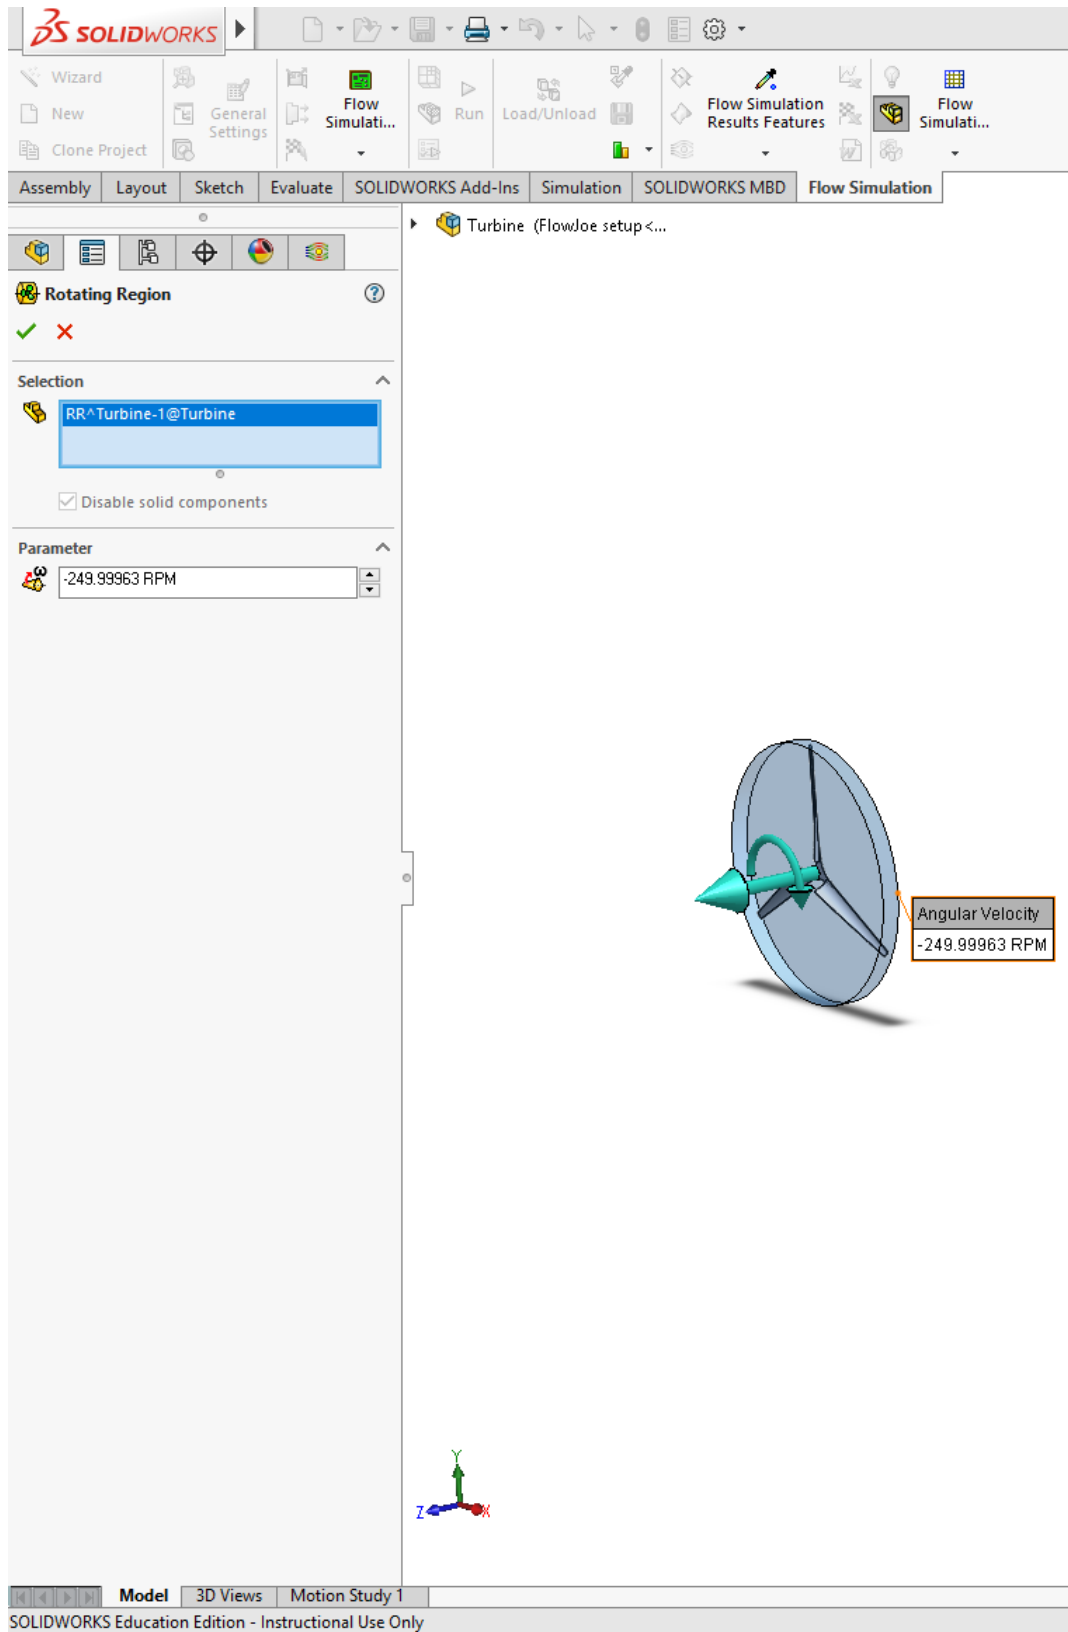 SOLIDWORKS
Wizard
New
Clone Project
General Settings
Flow Simulati...
Run
Load/Unload
Flow Simulation Results Features
Flow Simulati...
Assembly Layout Sketch Evaluate SOLIDWORKS Add-Ins Simulation SOLIDWORKS MBD Flow Simulation
Turbine (FlowJoe setup<...
Rotating Region
Selection
RR^Turbine-1@Turbine
Disable solid components
Parameter
-249.99963 RPM
Angular Velocity
-249.99963 RPM
Y
Z
X
Model 3D Views Motion Study 1
SOLIDWORKS Education Edition - Instructional Use Only